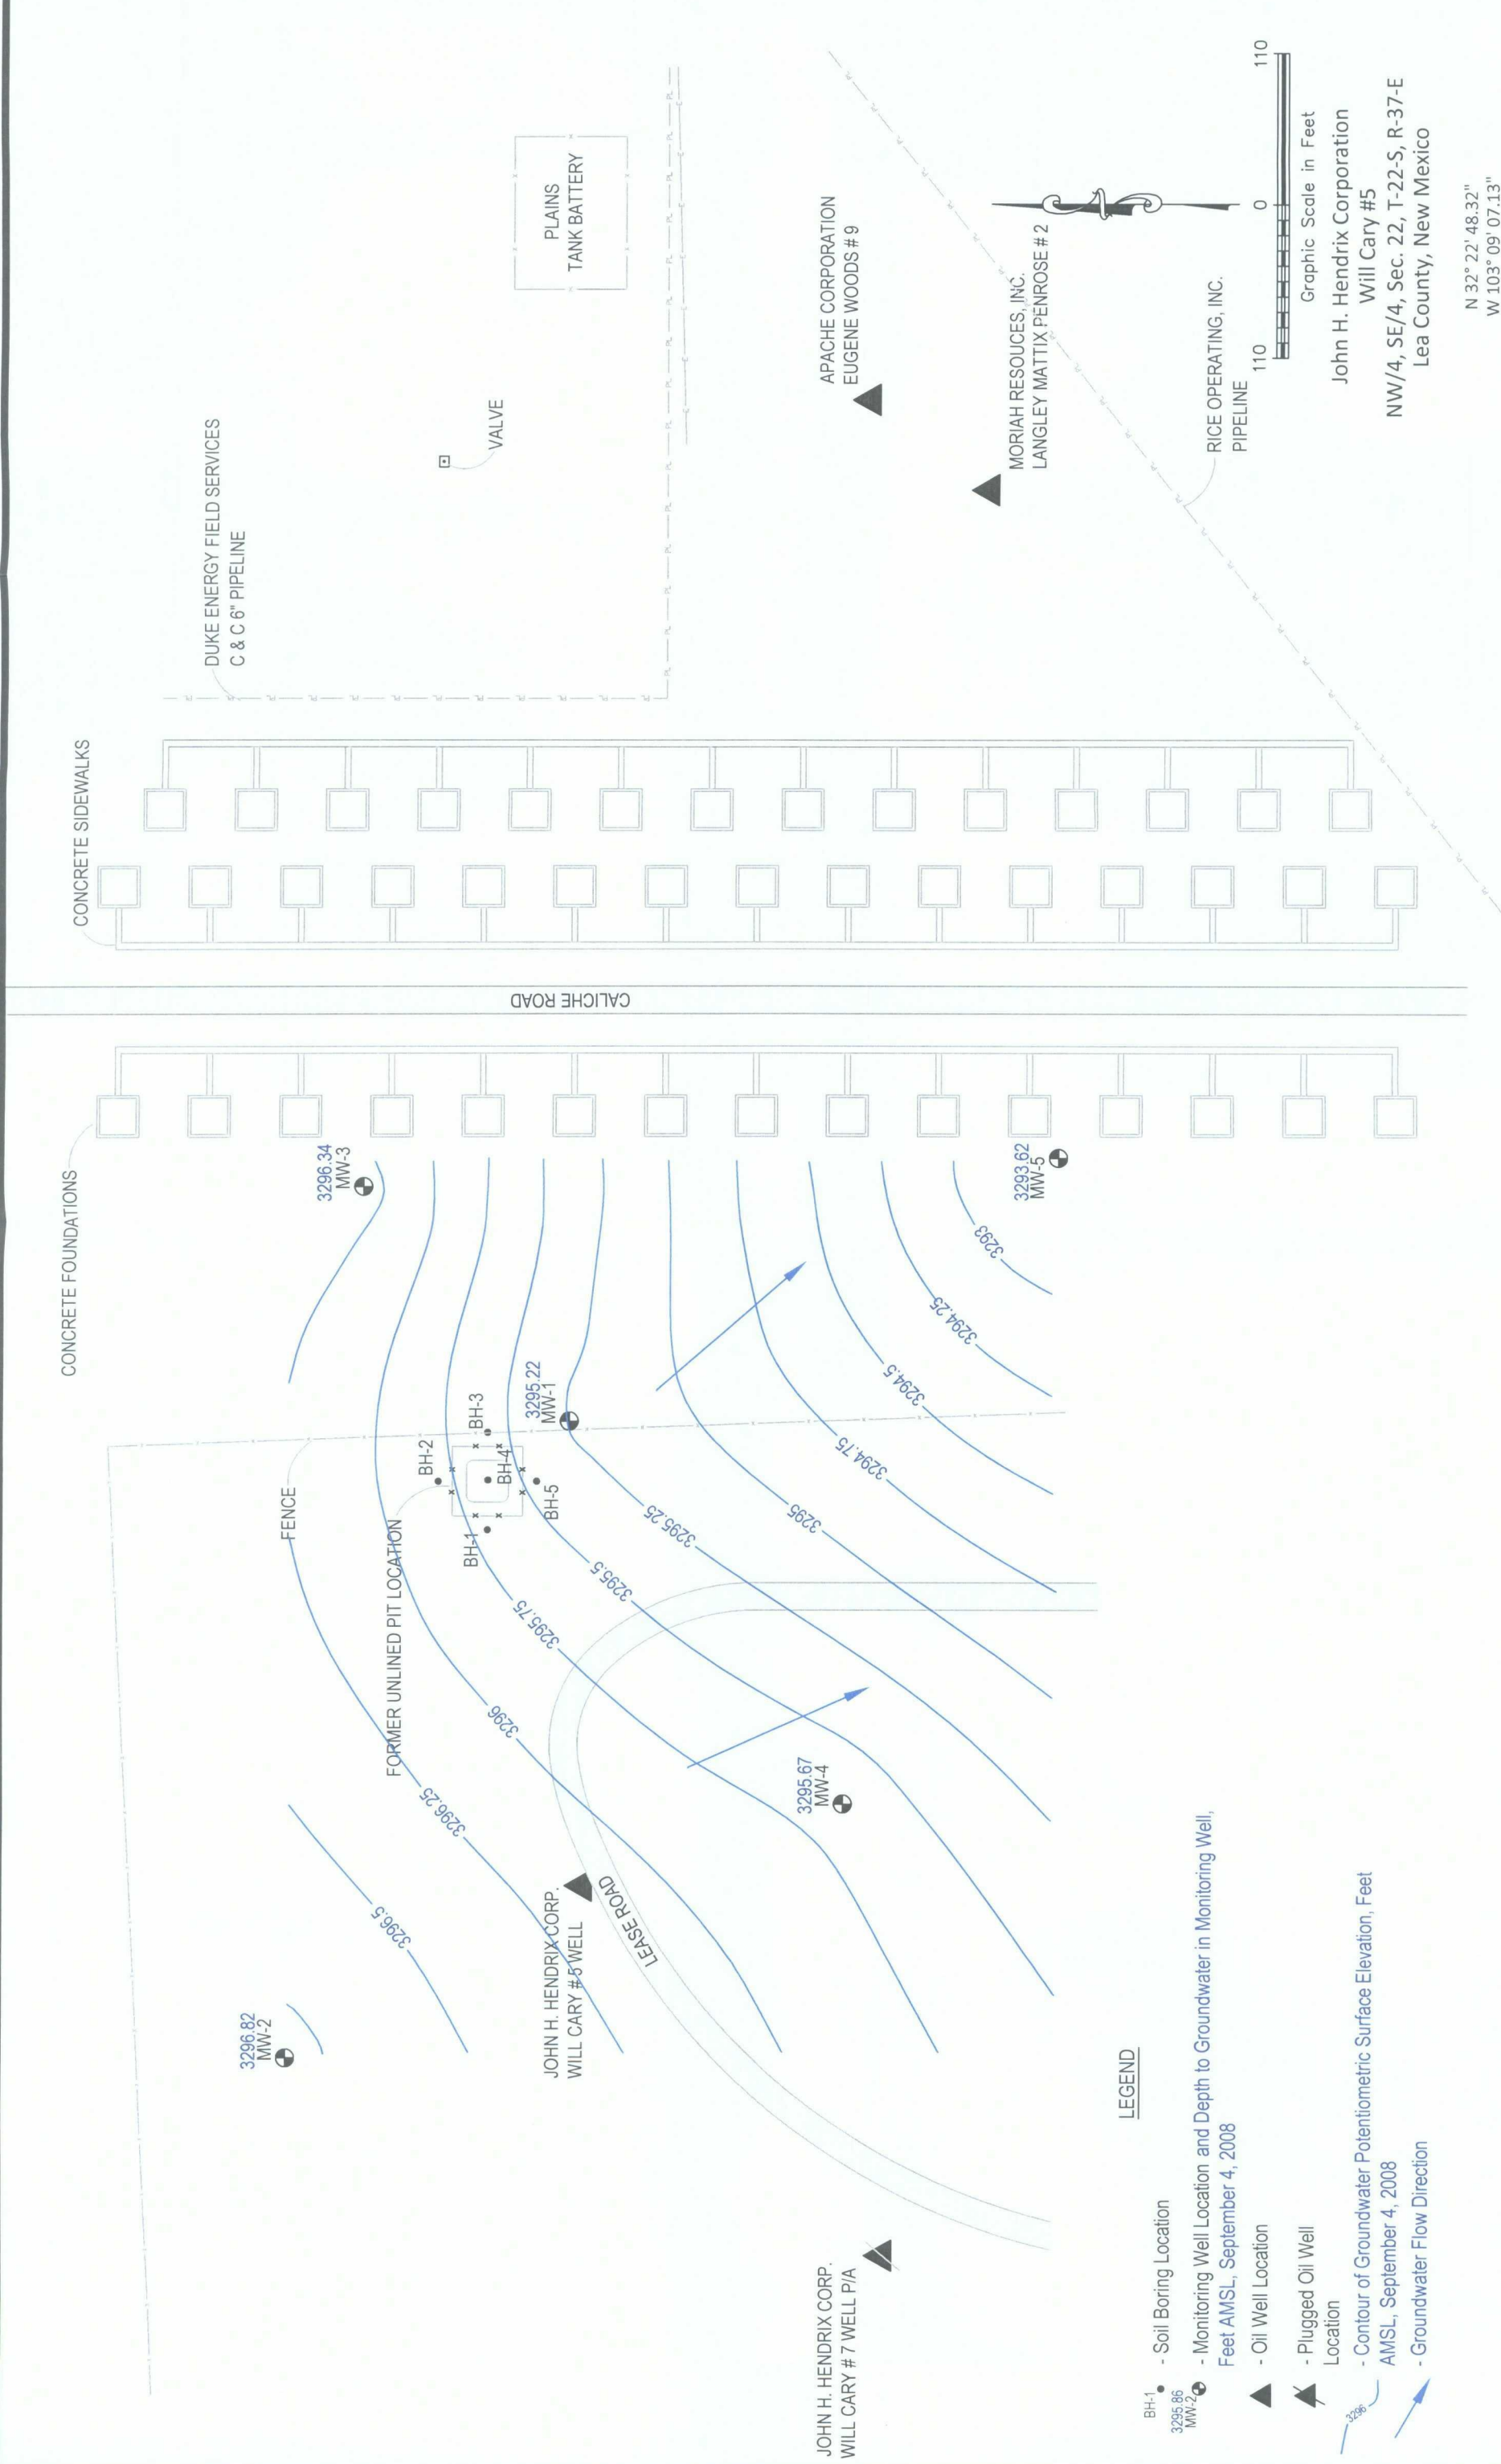 CONCRETE FOUNDATIONS
CONCRETE SIDEWALKS
DUKE ENERGY FIELD SERVICES
C & C 6" PIPELINE
VALVE
PLAINS
TANK BATTERY
3296.82
MW-2
3296.5
3296.25
FENCE
3296.34
MW-3
FORMER UNLINED PIT LOCATION
BH-2
BH-1
BH-3
BH-4
BH-5
3296
3295.75
3295.5
3295.22
MW-1
3295.25
CALICHE ROAD
JOHN H. HENDRIX CORP.
WILL CARY # 5 WELL
LEASE ROAD
3295
3294.75
3294.5
3294.25
3293
3295.67
MW-4
3293.62
MW-5
JOHN H. HENDRIX CORP.
WILL CARY # 7 WELL P/A
APACHE CORPORATION
EUGENE WOODS # 9
MORIAH RESOUCES, INC.
LANGLEY MATTIX PENROSE # 2
RICE OPERATING, INC.
PIPELINE
LEGEND
BH-1
- Soil Boring Location
3295.86
MW-2
- Monitoring Well Location and Depth to Groundwater in Monitoring Well,
Feet AMSL, September 4, 2008
- Oil Well Location
- Plugged Oil Well
Location
3296
- Contour of Groundwater Potentiometric Surface Elevation, Feet
AMSL, September 4, 2008
- Groundwater Flow Direction
110 0 110
Graphic Scale in Feet
John H. Hendrix Corporation
Will Cary #5
NW/4, SE/4, Sec. 22, T-22-S, R-37-E
Lea County, New Mexico
N 32° 22' 48.32"
W 103° 09' 07.13"